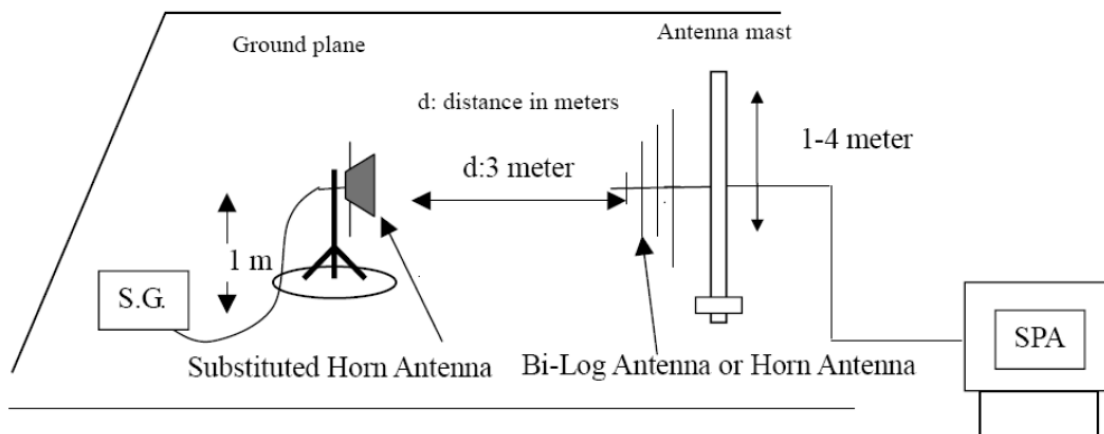 Ground plane
Antenna mast
d: distance in meters
1-4 meter
d:3 meter
1 m
S.G.
Substituted Horn Antenna
Bi-Log Antenna or Horn Antenna
SPA